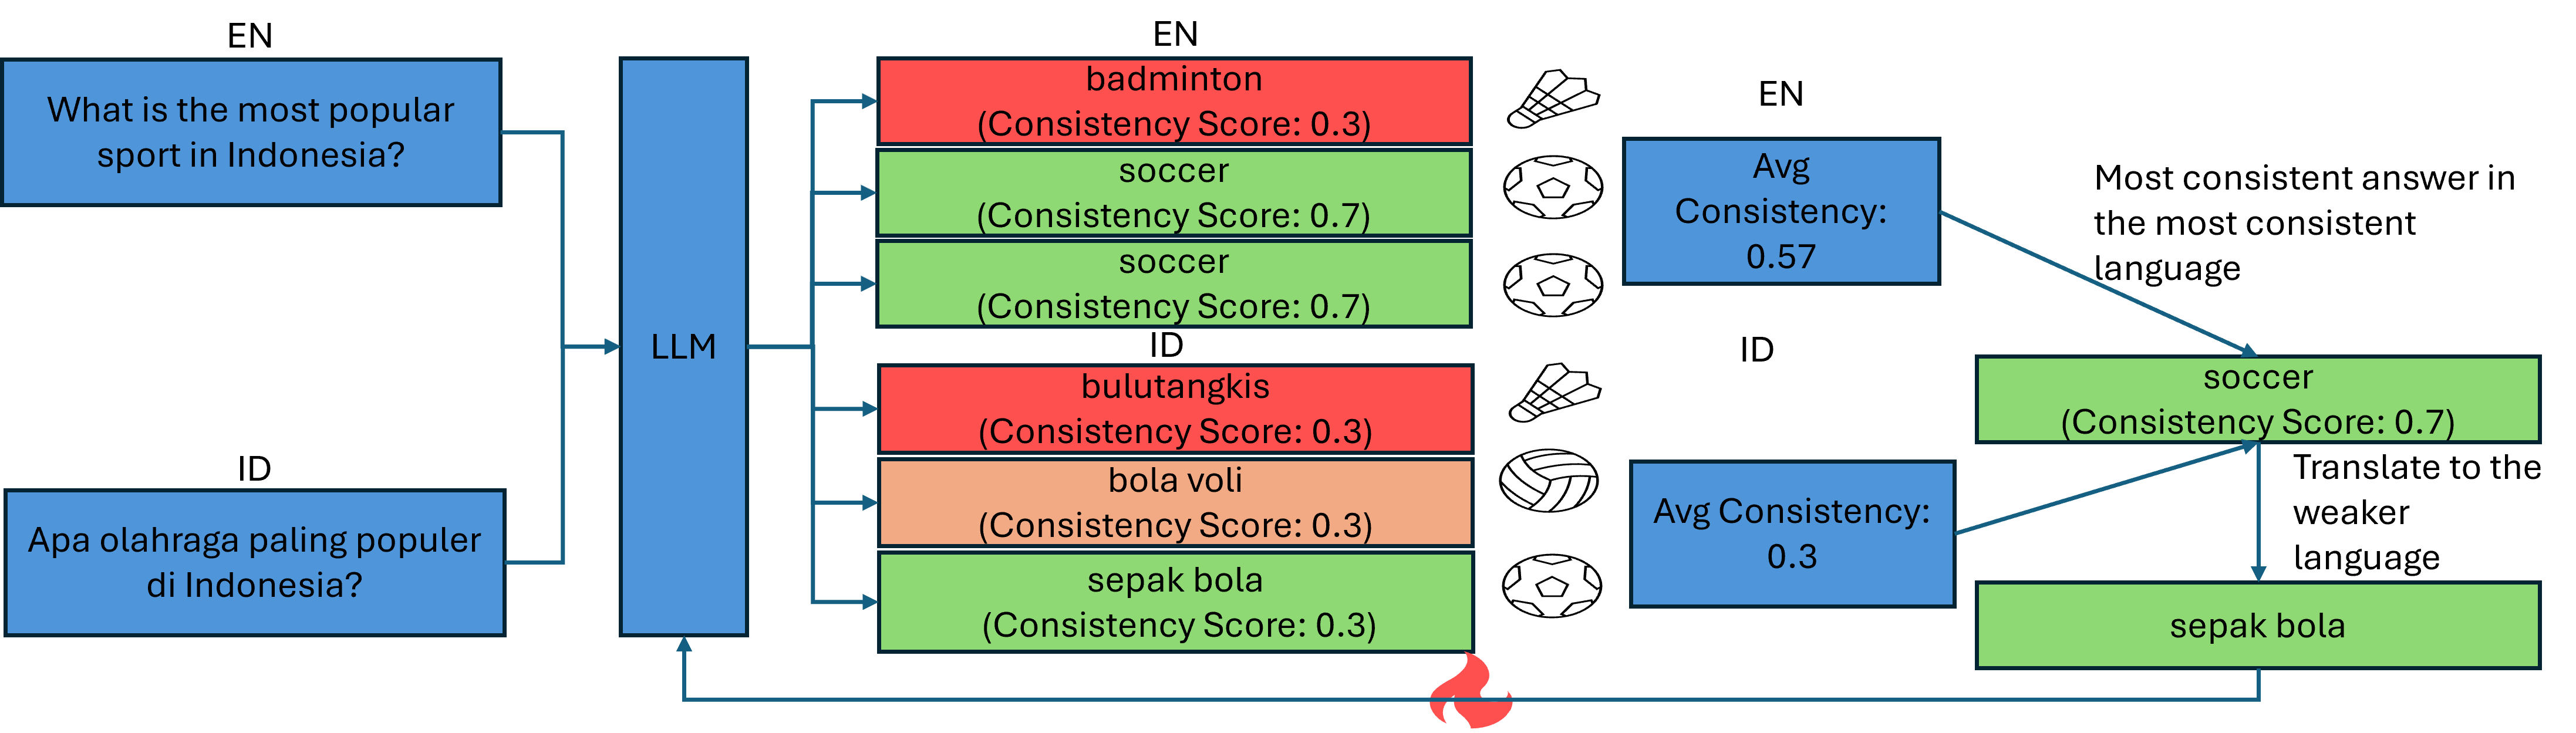 EN
What is the most popular
sport in Indonesia?
ID
Apa olahraga paling populer
di Indonesia?
LLM
EN
badminton
(Consistency Score: 0.3)
soccer
(Consistency Score: 0.7)
soccer
(Consistency Score: 0.7)
ID
bulutangkis
(Consistency Score: 0.3)
bola voli
(Consistency Score: 0.3)
sepak bola
(Consistency Score: 0.3)
EN
Avg
Consistency:
0.57
ID
Avg Consistency:
0.3
Most consistent answer in
the most consistent
language
soccer
(Consistency Score: 0.7)
Translate to the
weaker
language
sepak bola